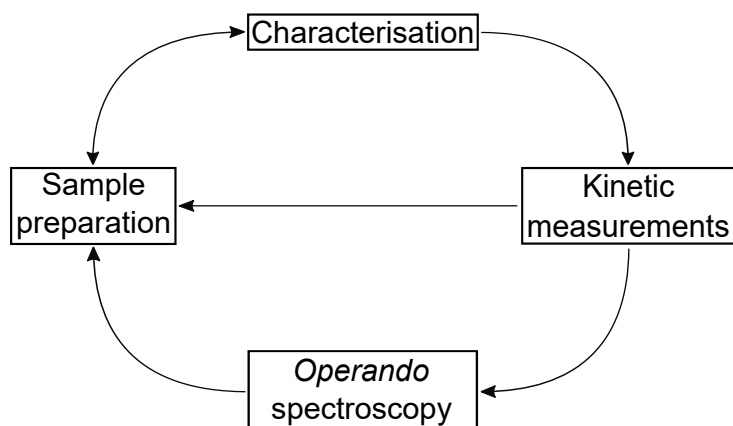 Characterisation
Sample
preparation
Kinetic
measurements
Operando
spectroscopy